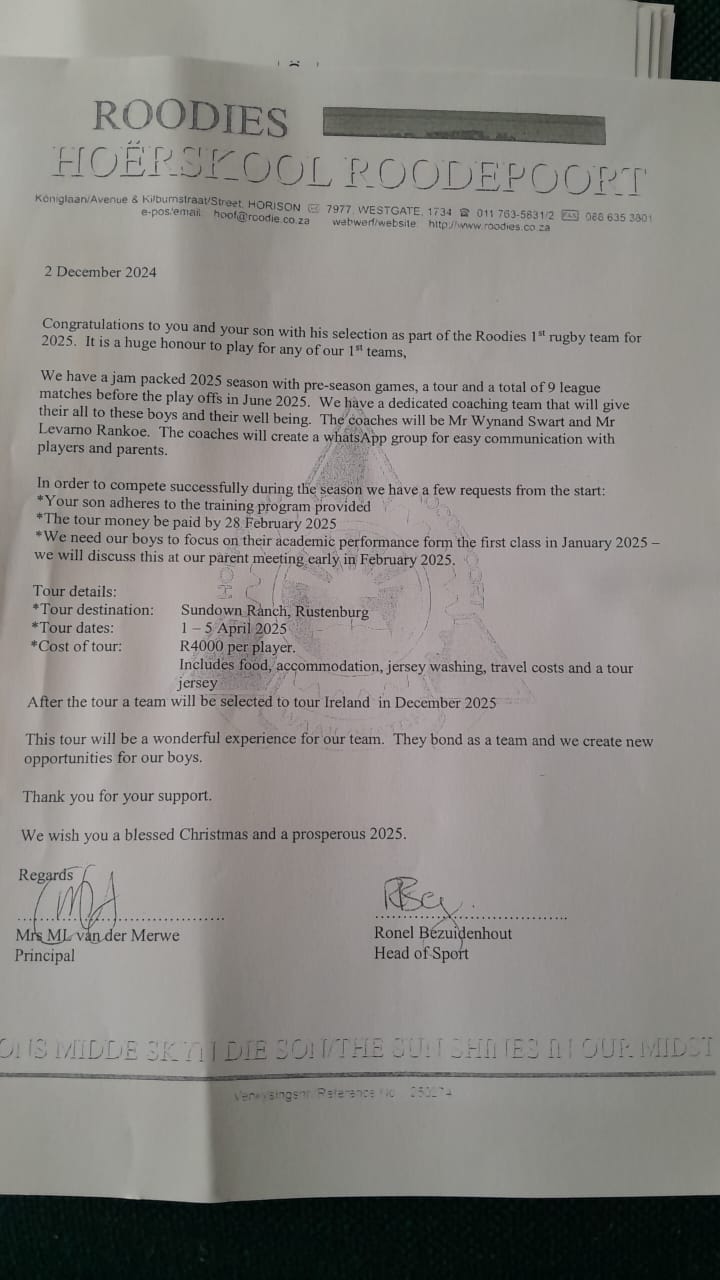 ROODIES
HOËRSKOOL ROODEPOORT
Königlaan/Avenue & Kilburnstraat/Street, HORISON 7977, WESTGATE, 1734 011 763-5631/2 FAX 086 635 3801
e-pos/email: hoof@roodie.co.za webwerf/website: http://www.roodies.co.za
2 December 2024
Congratulations to you and your son with his selection as part of the Roodies 1st rugby team for
2025. It is a huge honour to play for any of our 1st teams,
We have a jam packed 2025 season with pre-season games, a tour and a total of 9 league
matches before the play offs in June 2025. We have a dedicated coaching team that will give
their all to these boys and their well being. The coaches will be Mr Wynand Swart and Mr
Levarno Rankoe. The coaches will create a whatsApp group for easy communication with
players and parents.
In order to compete successfully during the season we have a few requests from the start:
*Your son adheres to the training program provided
*The tour money be paid by 28 February 2025
*We need our boys to focus on their academic performance form the first class in January 2025 –
we will discuss this at our parent meeting early in February 2025.
Tour details:
*Tour destination: Sundown Ranch, Rustenburg
*Tour dates: 1 – 5 April 2025
*Cost of tour: R4000 per player.
Includes food, accommodation, jersey washing, travel costs and a tour
jersey
After the tour a team will be selected to tour Ireland in December 2025
This tour will be a wonderful experience for our team. They bond as a team and we create new
opportunities for our boys.
Thank you for your support.
We wish you a blessed Christmas and a prosperous 2025.
Regards
Mrs ML van der Merwe
Principal
Ronel Bezuidenhout
Head of Sport
ONS MIDDE SKYN DIE SON/THE SUN SHINES IN OUR MIDST
Verwysingsnr/Reference No